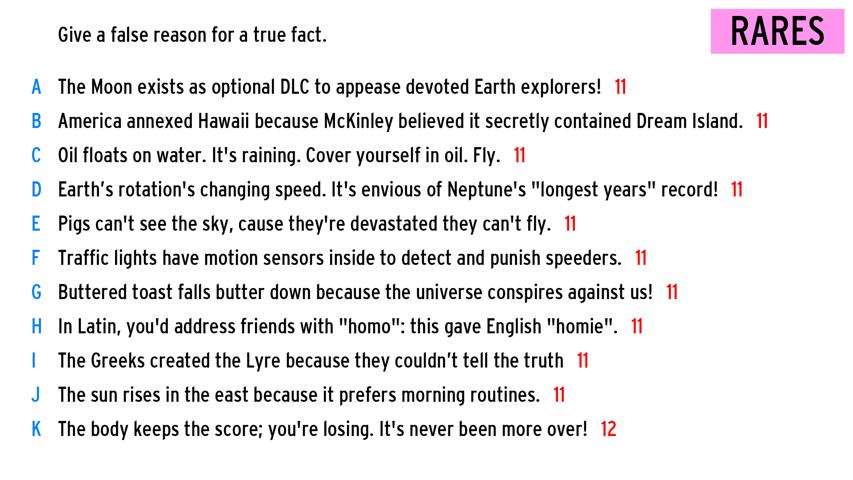 Give a false reason for a true fact.
RARES
A The Moon exists as optional DLC to appease devoted Earth explorers! 11
B America annexed Hawaii because McKinley believed it secretly contained Dream Island. 11
C Oil floats on water. It's raining. Cover yourself in oil. Fly. 11
D Earth’s rotation's changing speed. It's envious of Neptune's "longest years" record! 11
E Pigs can't see the sky, cause they're devastated they can't fly. 11
F Traffic lights have motion sensors inside to detect and punish speeders. 11
G Buttered toast falls butter down because the universe conspires against us! 11
H In Latin, you'd address friends with "homo": this gave English "homie". 11
I The Greeks created the Lyre because they couldn’t tell the truth 11
J The sun rises in the east because it prefers morning routines. 11
K The body keeps the score; you're losing. It's never been more over! 12